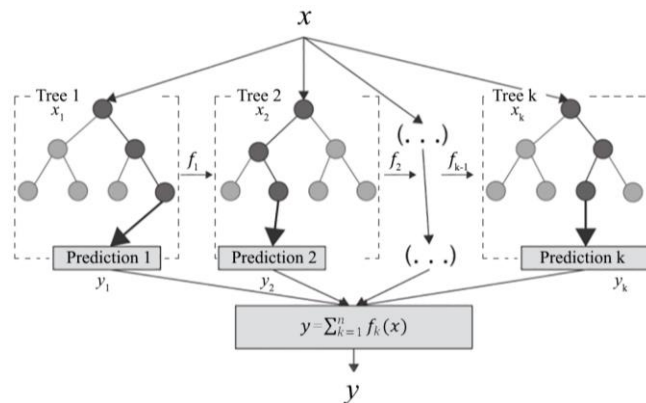 x
Tree 1
x₁
Tree 2
x₂
Tree k
xₖ
(. . .)
f₁
f₂
fₖ₋₁
Prediction 1
Prediction 2
(. . .)
Prediction k
y₁
y₂
yₖ
y = ∑ⁿₖ₌₁ fₖ(x)
y